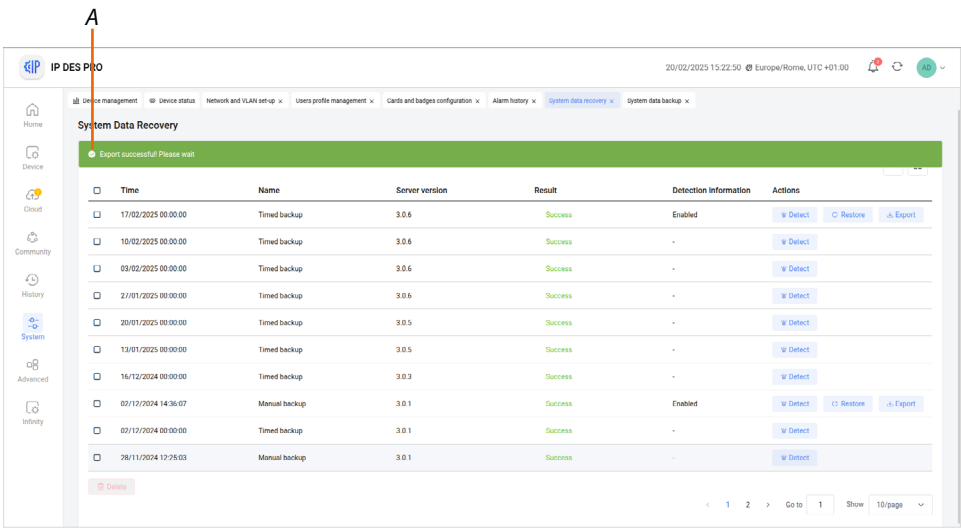 A
IP DES PRO
20/02/2025 15:22:50 Europe/Rome, UTC +01:00 AD
Device management Device status Network and VLAN set-up × Users profile management × Cards and badges configuration × Alarm history × System data recovery × System data backup ×
Home
System Data Recovery
Export successful! Please wait
Device
Time Name Server version Result Detection information Actions
Cloud
17/02/2025 00:00:00 Timed backup 3.0.6 Success Enabled Detect Restore Export
10/02/2025 00:00:00 Timed backup 3.0.6 Success - Detect
Community
03/02/2025 00:00:00 Timed backup 3.0.6 Success - Detect
History
27/01/2025 00:00:00 Timed backup 3.0.6 Success - Detect
20/01/2025 00:00:00 Timed backup 3.0.5 Success - Detect
System
13/01/2025 00:00:00 Timed backup 3.0.5 Success - Detect
Advanced
16/12/2024 00:00:00 Timed backup 3.0.3 Success - Detect
02/12/2024 14:36:07 Manual backup 3.0.1 Success Enabled Detect Restore Export
Infinity
02/12/2024 00:00:00 Timed backup 3.0.1 Success - Detect
28/11/2024 12:25:03 Manual backup 3.0.1 Success - Detect
Delete
< 1 2 > Go to 1 Show 10/page